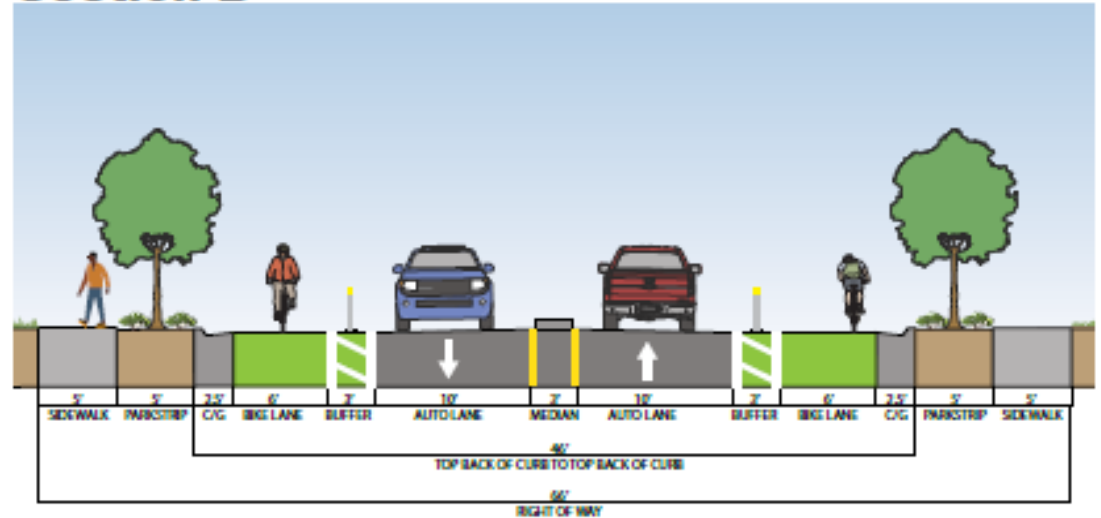 5' 5' 2.5' 6' 3' 10' 3' 10' 3' 6' 2.5' 5' 5'
SIDEWALK PARKSTRIP C/G BIKE LANE BUFFER AUTO LANE MEDIAN AUTO LANE BUFFER BIKE LANE C/G PARKSTRIP SIDEWALK
46'
TOP BACK OF CURB TO TOP BACK OF CURB
66'
RIGHT OF WAY